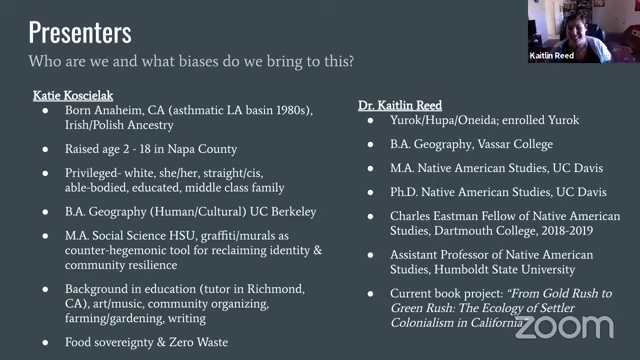 Presenters
Who are we and what biases do we bring to this?
Katie Koscielak
● Born Anaheim, CA (asthmatic LA basin 1980s),
Irish/Polish Ancestry
● Raised age 2 - 18 in Napa County
● Privileged- white, she/her, straight/cis,
able-bodied, educated, middle class family
● B.A. Geography (Human/Cultural) UC Berkeley
● M.A. Social Science HSU, graffiti/murals as
counter-hegemonic tool for reclaiming identity &
community resilience
● Background in education (tutor in Richmond,
CA), art/music, community organizing,
farming/gardening, writing
● Food sovereignty & Zero Waste
Dr. Kaitlin Reed
● Yurok/Hupa/Oneida; enrolled Yurok
● B.A. Geography, Vassar College
● M.A. Native American Studies, UC Davis
● Ph.D. Native American Studies, UC Davis
● Charles Eastman Fellow of Native American
Studies, Dartmouth College, 2018-2019
● Assistant Professor of Native American
Studies, Humboldt State University
● Current book project: “From Gold Rush to
Green Rush: The Ecology of Settler
Colonialism in California”
Kaitlin Reed
zoom